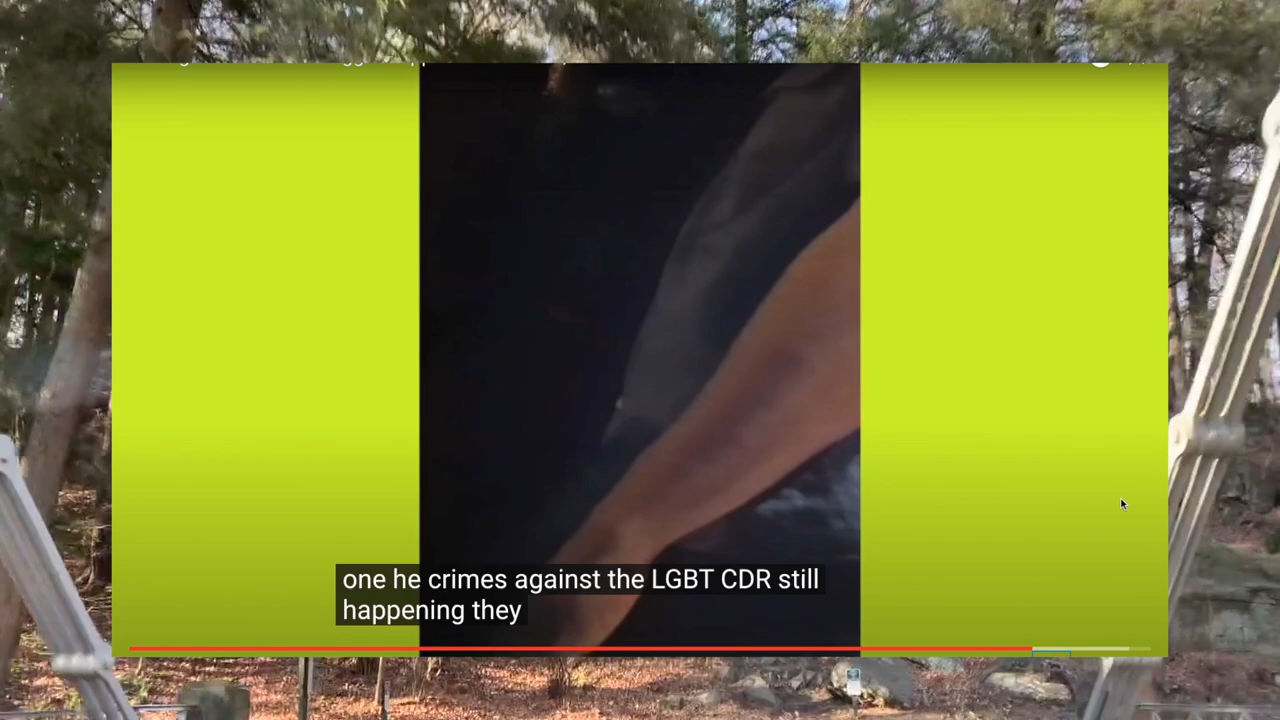 one he crimes against the LGBT CDR still
happening they